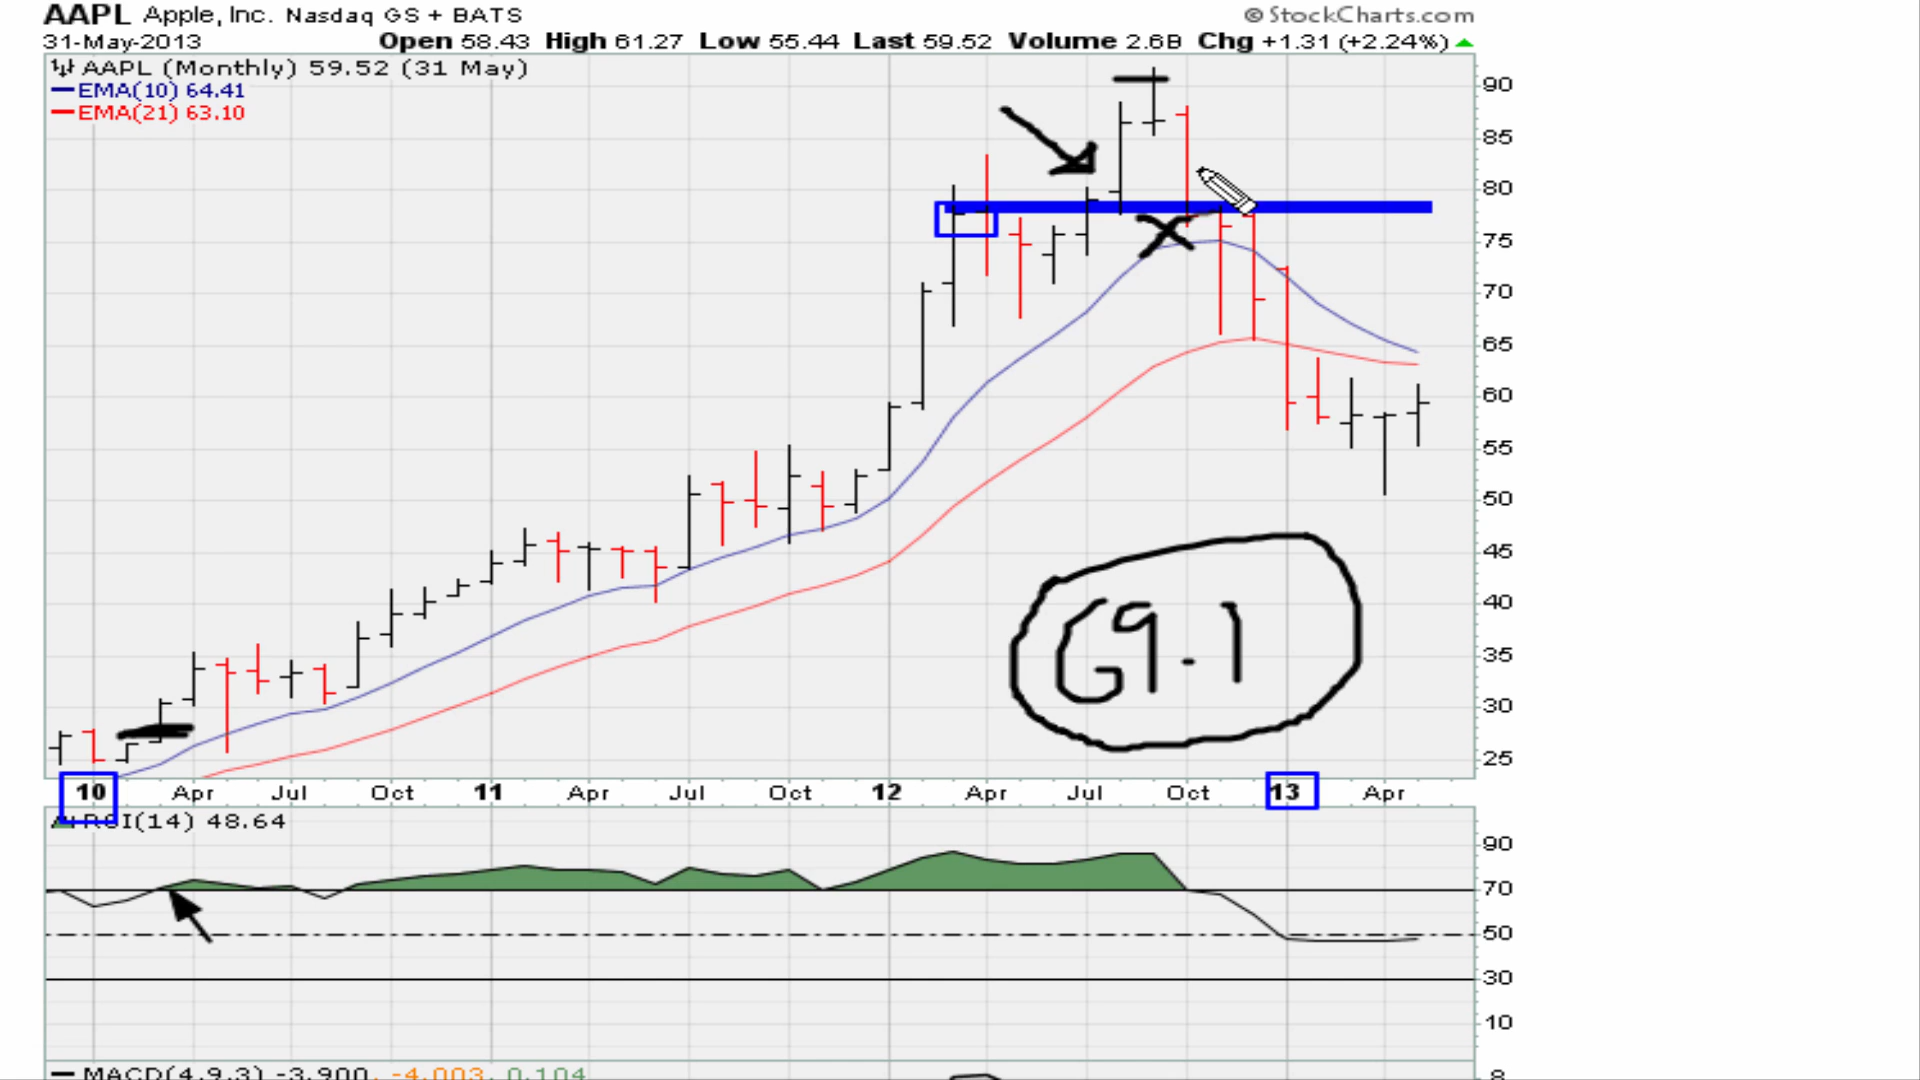 AAPL Apple, Inc. Nasdaq GS + BATS © StockCharts.com
31-May-2013 Open 58.43 High 61.27 Low 55.44 Last 59.52 Volume 2.6B Chg +1.31 (+2.24%)
AAPL (Monthly) 59.52 (31 May)
EMA(10) 64.41
EMA(21) 63.10
90
85
80
75
70
65
60
55
50
45
40
35
30
25
69.1
10 Apr Jul Oct 11 Apr Jul Oct 12 Apr Jul Oct 13 Apr
RSI(14) 48.64
90
70
50
30
10
MACD(4,9,3) -3.900, -4.003, 0.104
8